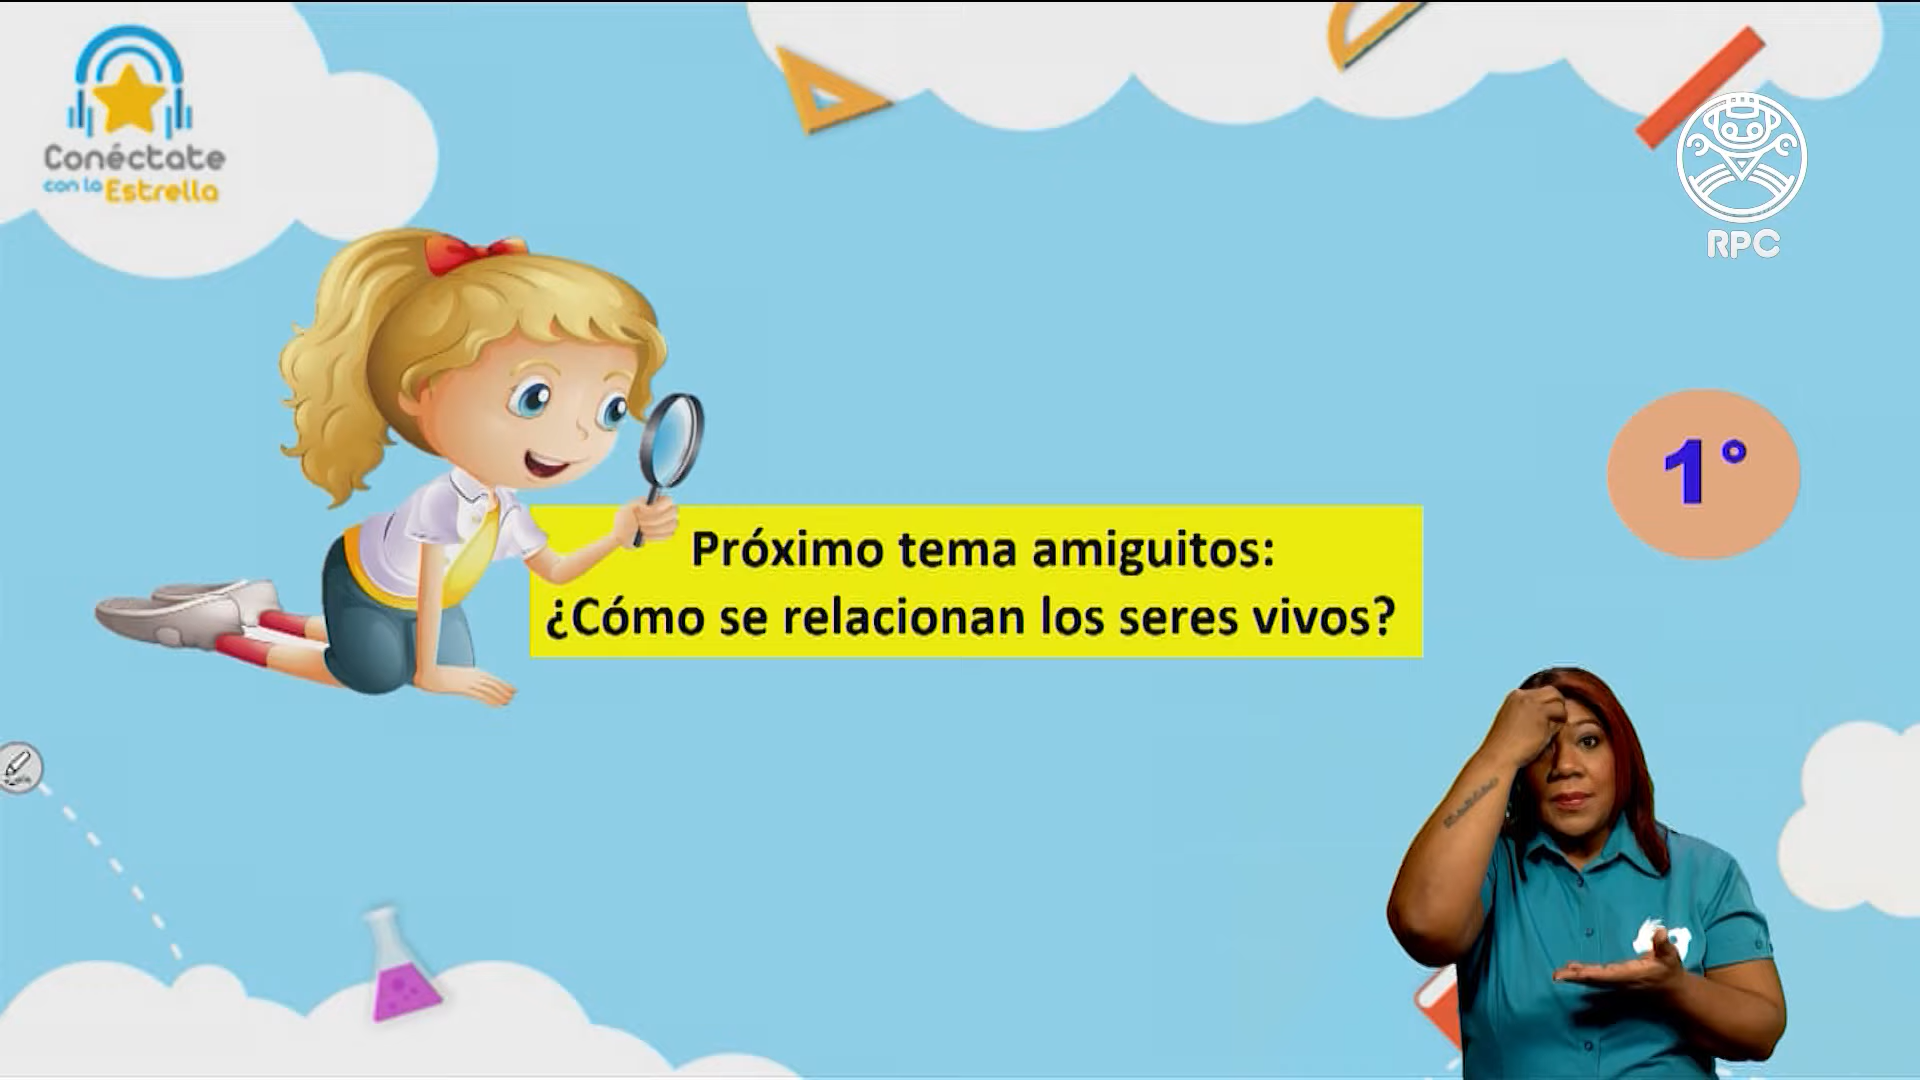 Conéctate
con la Estrella
RPC
1°
Próximo tema amiguitos:
¿Cómo se relacionan los seres vivos?